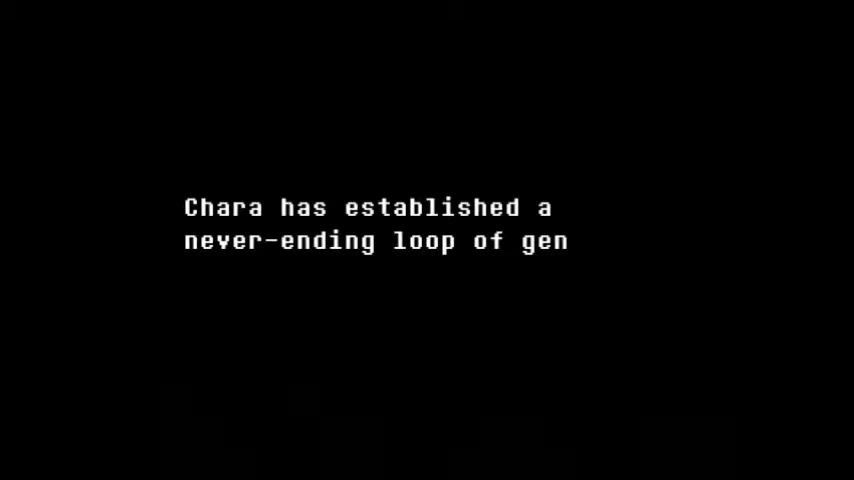 Chara has established a
never-ending loop of gen